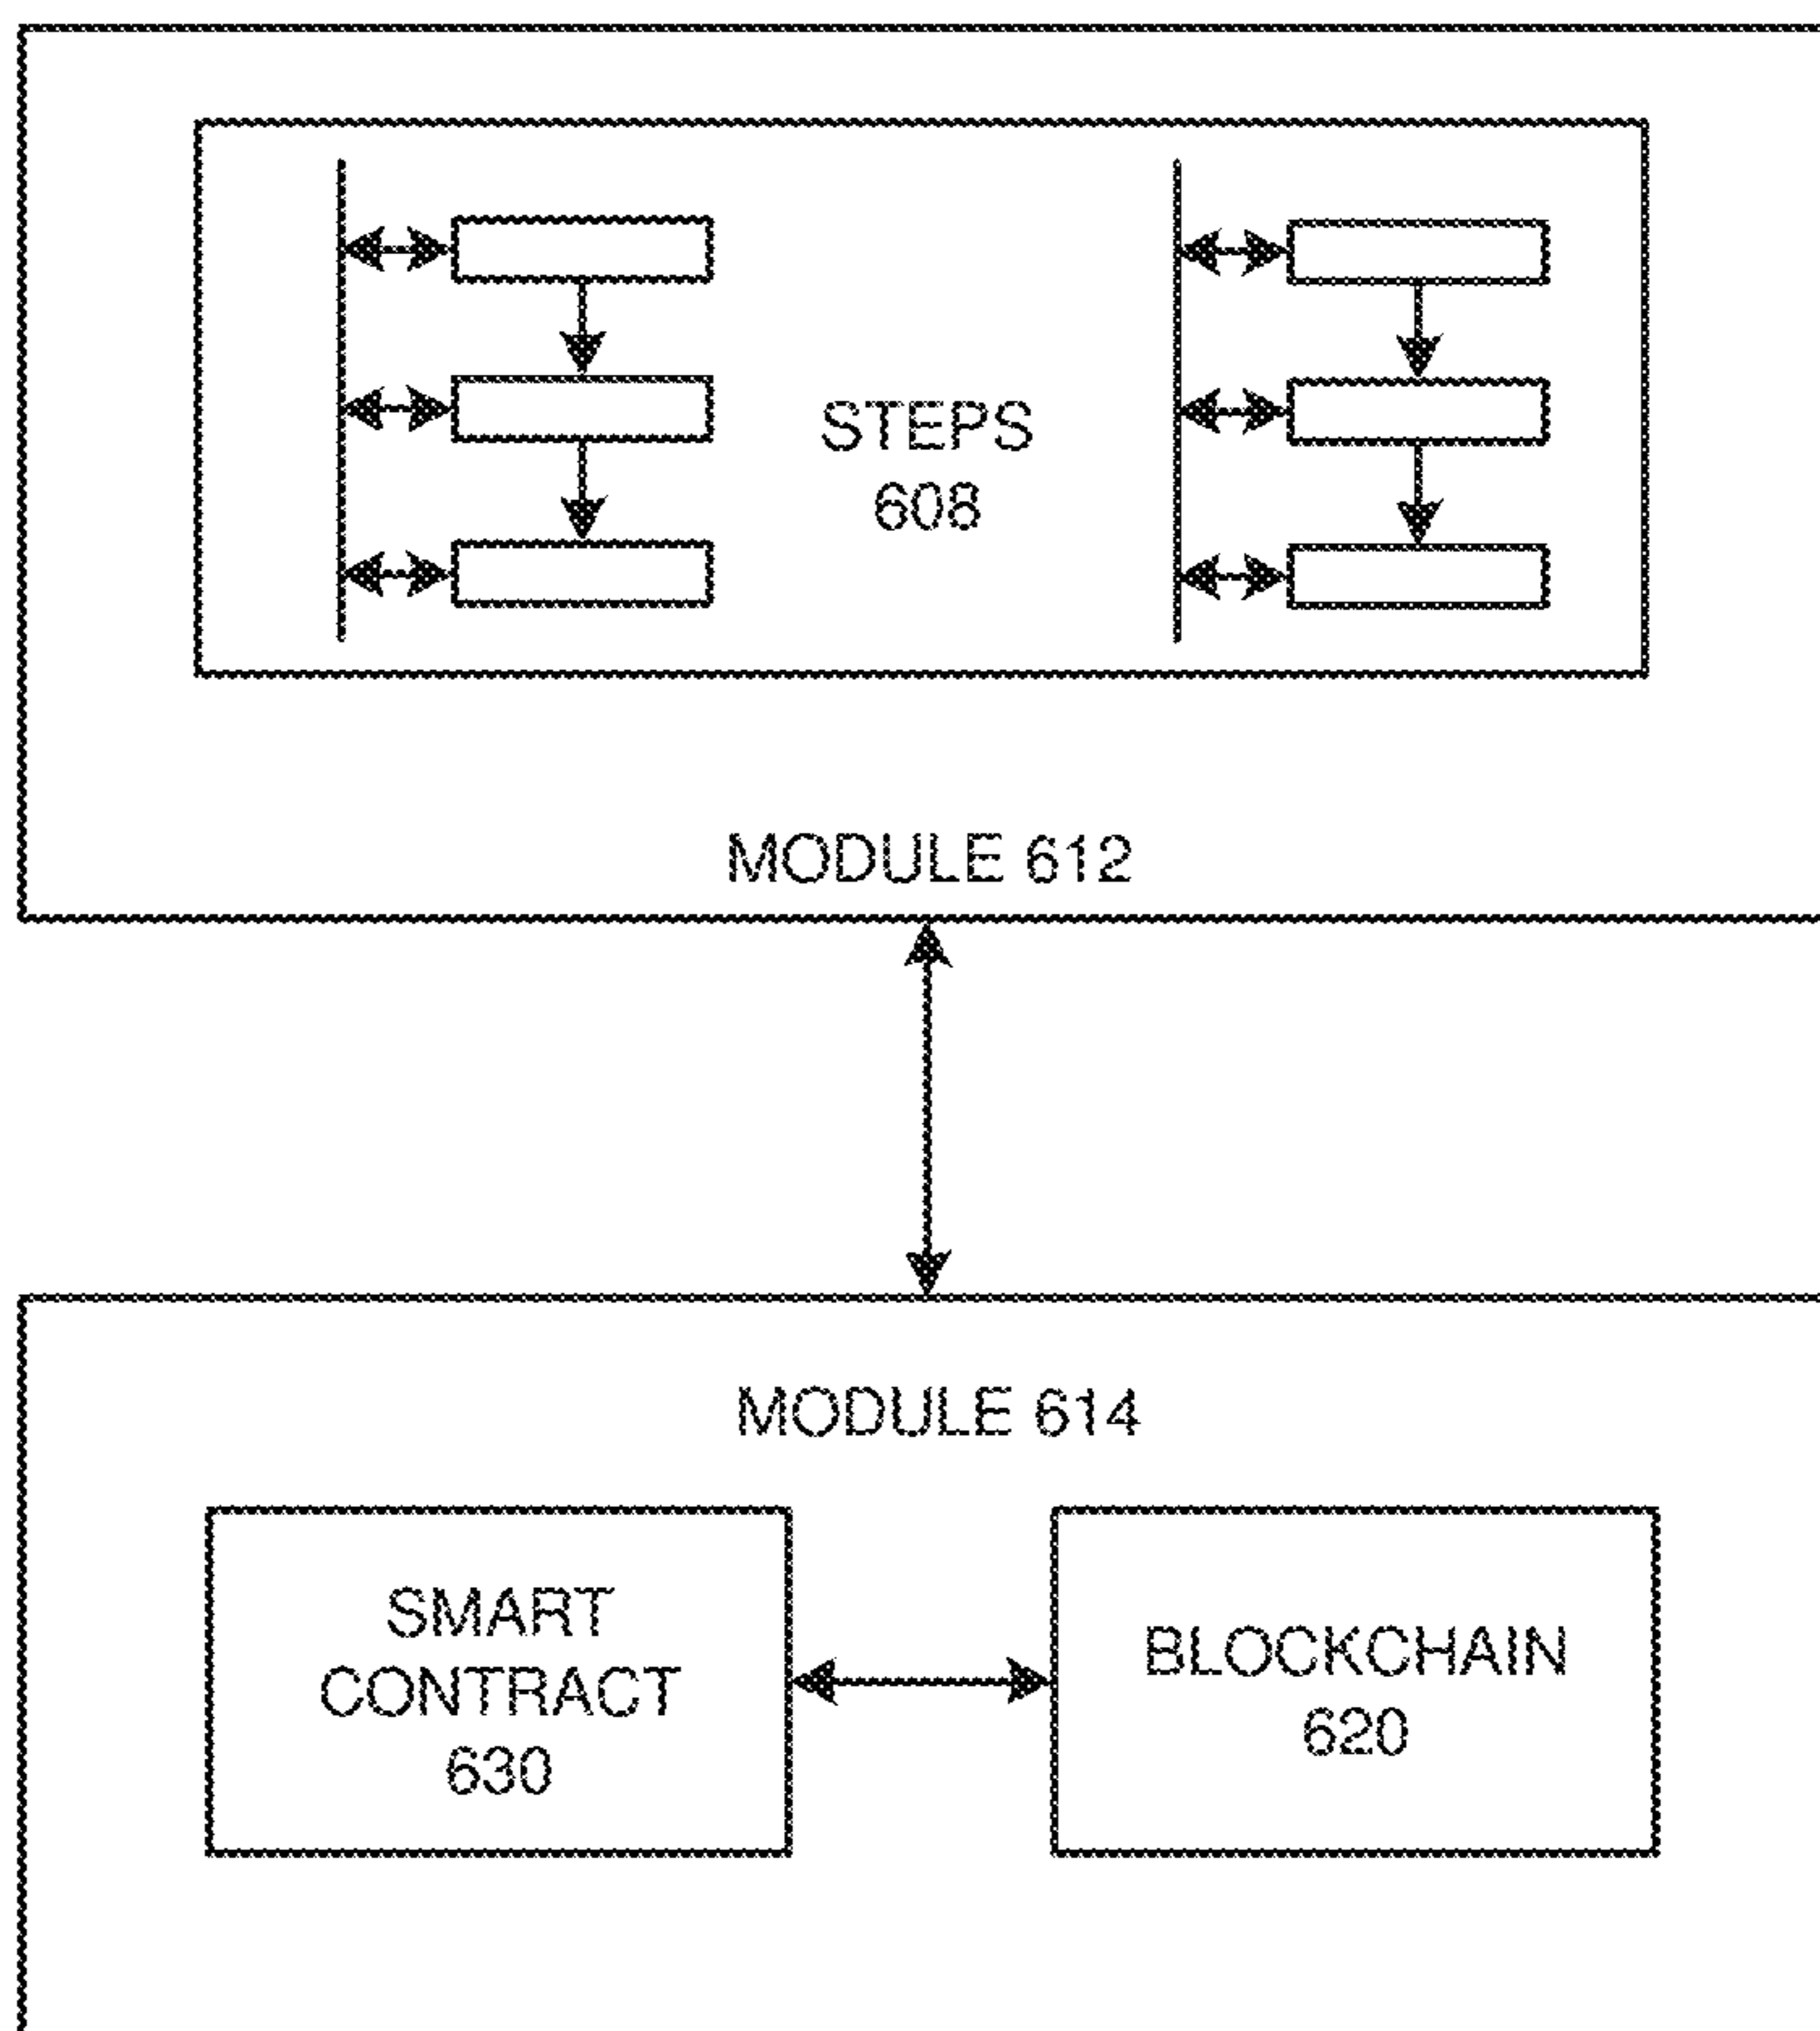 STEPS
608
MODULE 612
MODULE 614
SMART
CONTRACT
630
BLOCKCHAIN
620